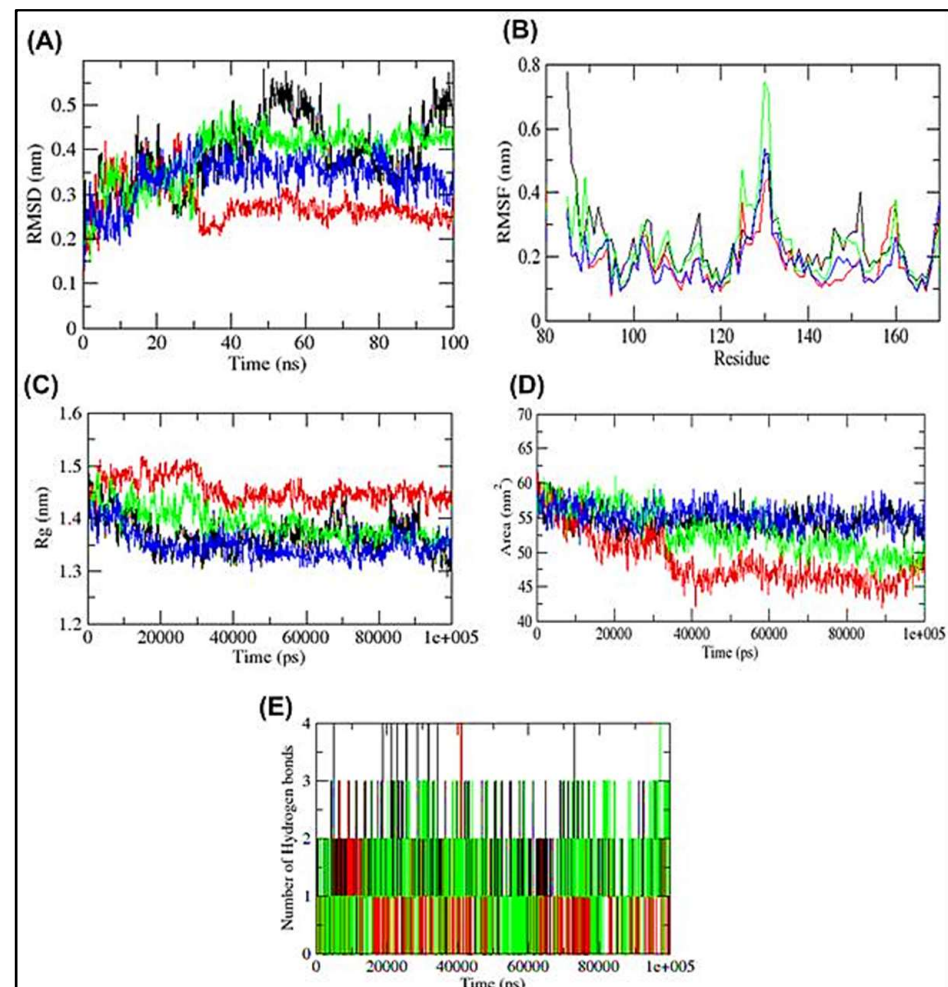 (A)
RMSD (nm)
0.5
0.4
0.3
0.2
0.1
0
0 20 40 60 80 100
Time (ns)
(B)
RMSF (nm)
0.8
0.6
0.4
0.2
0
80 100 120 140 160
Residue
(C)
Rg (nm)
1.6
1.5
1.4
1.3
1.2
0 20000 40000 60000 80000 1e+005
Time (ps)
(D)
Area (nm²)
70
65
60
55
50
45
40
0 20000 40000 60000 80000 1e+005
Time (ps)
(E)
Number of Hydrogen bonds
4
3
2
1
0
0 20000 40000 60000 80000 1e+005
Time (ps)